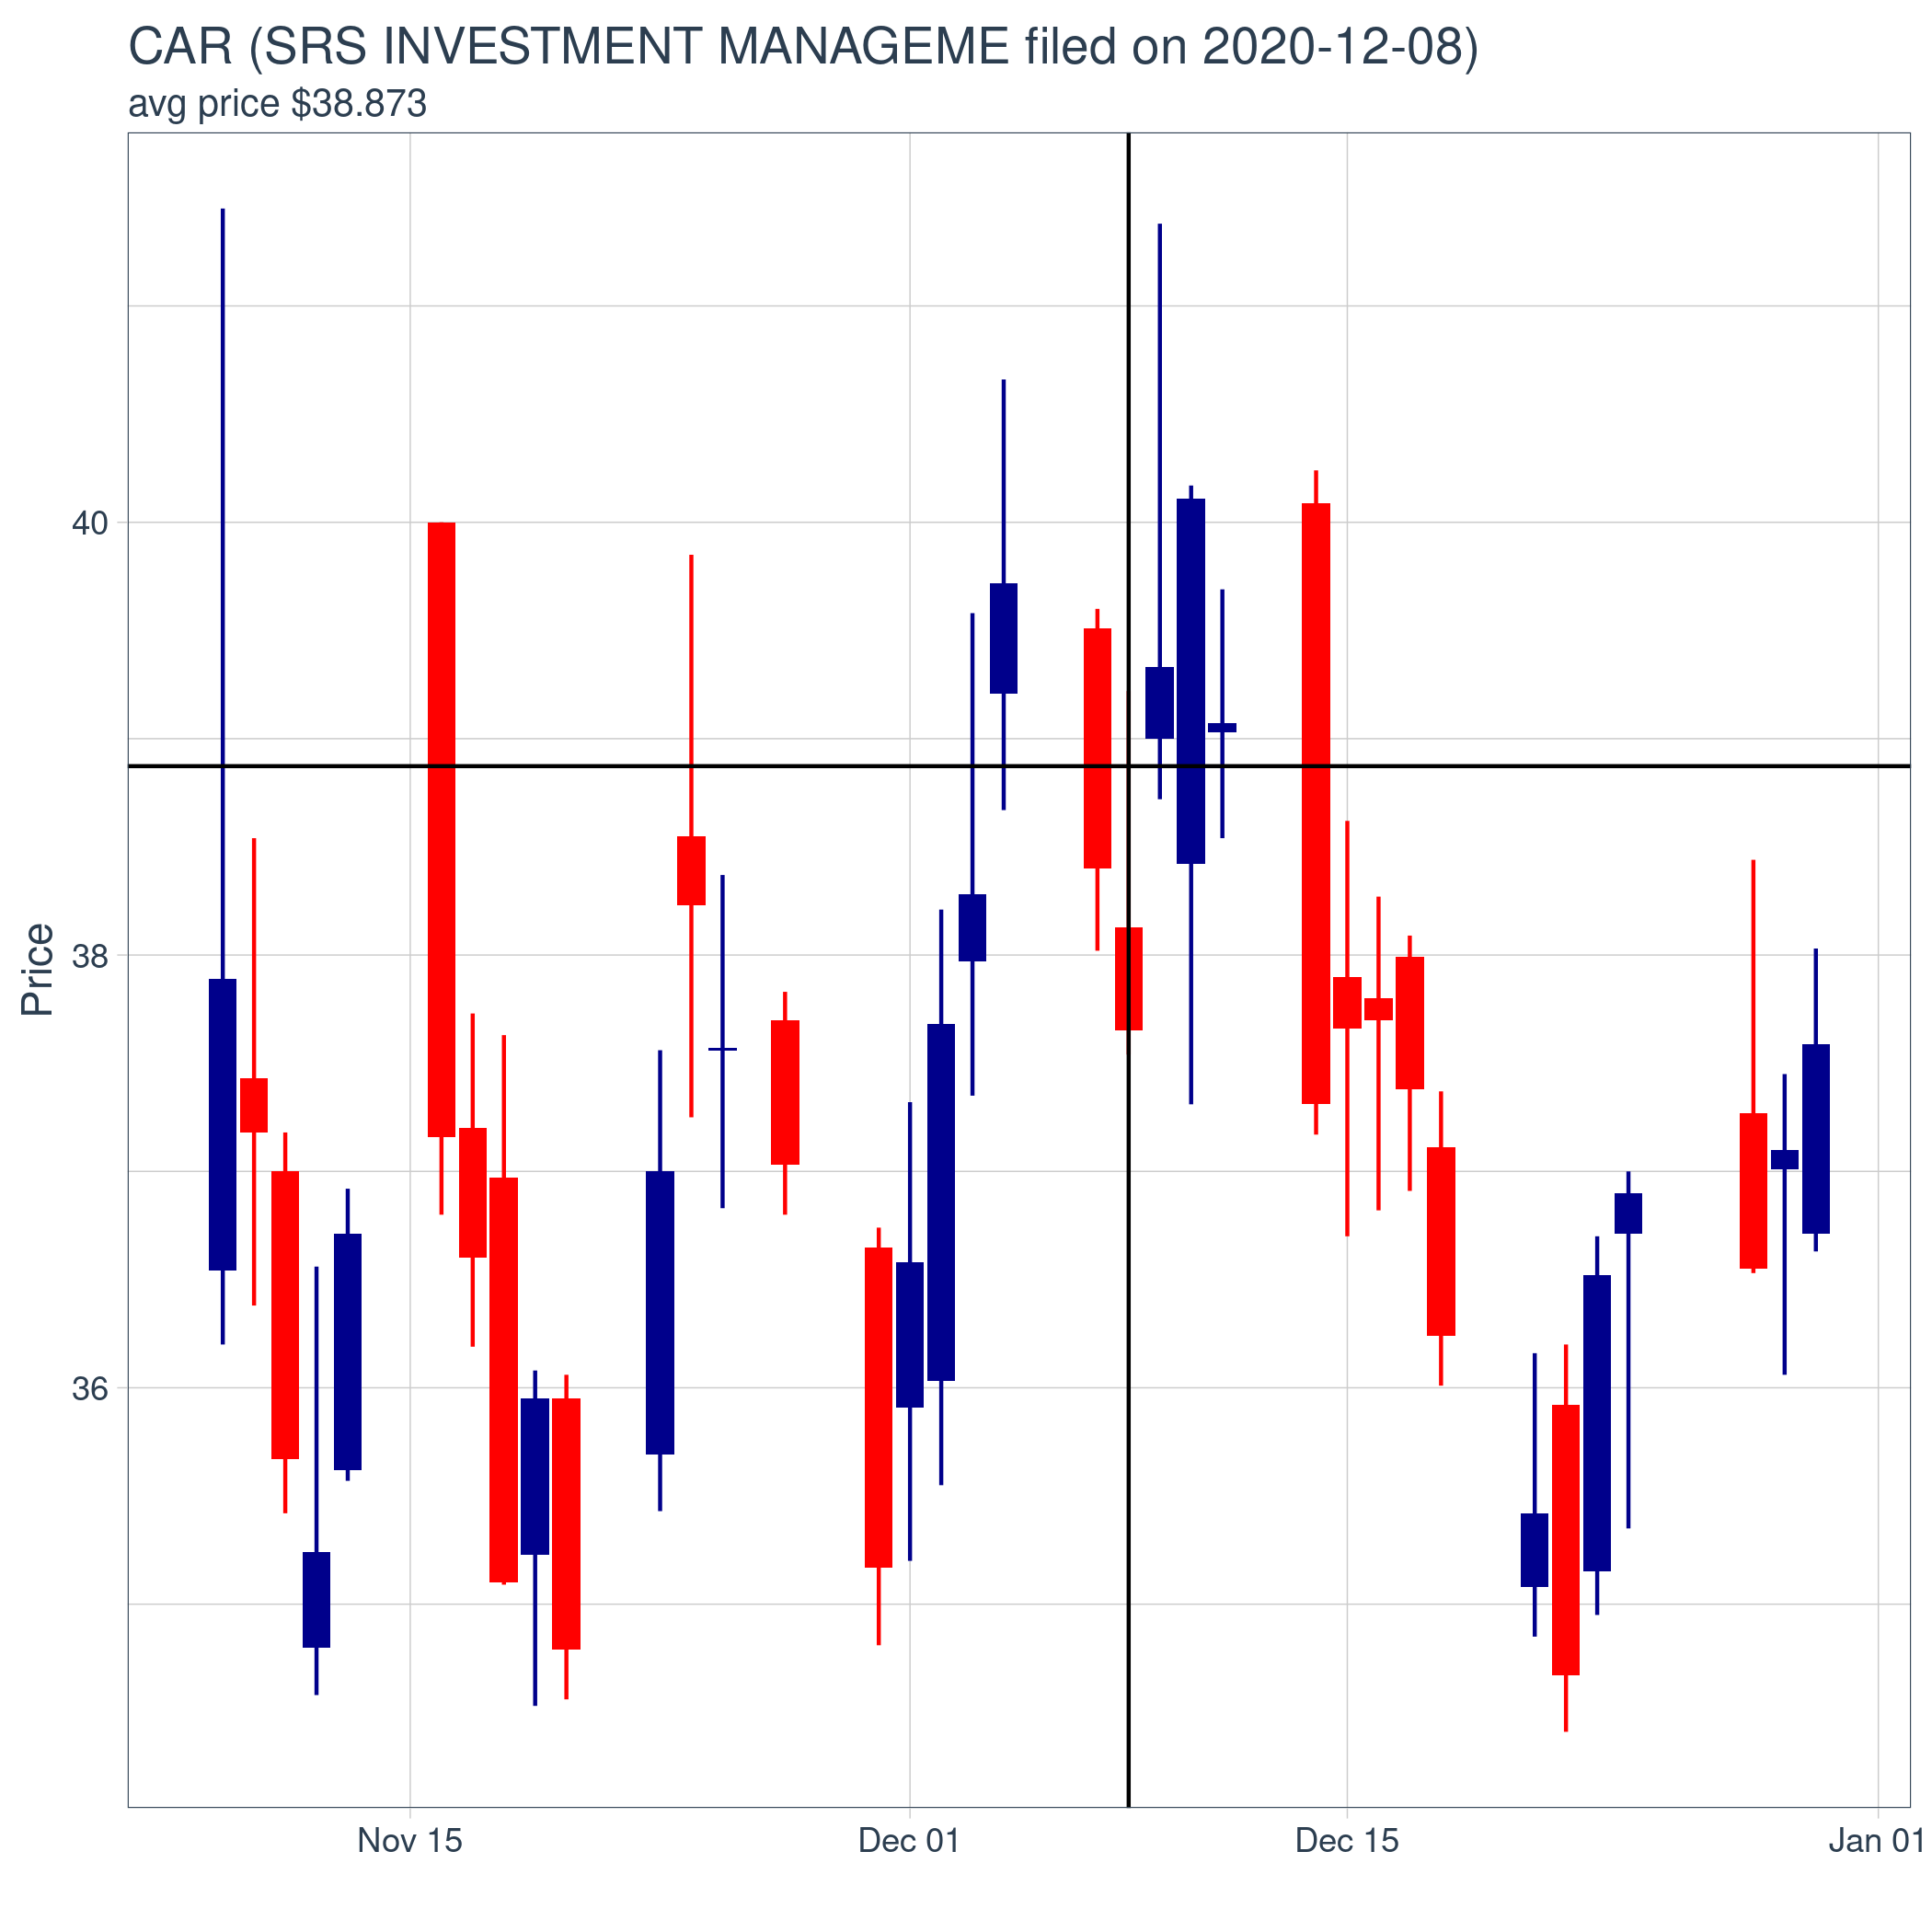 CAR (SRS INVESTMENT MANAGEME filed on 2020-12-08)
avg price $38.873
Price
40
38
36
Nov 15
Dec 01
Dec 15
Jan 01